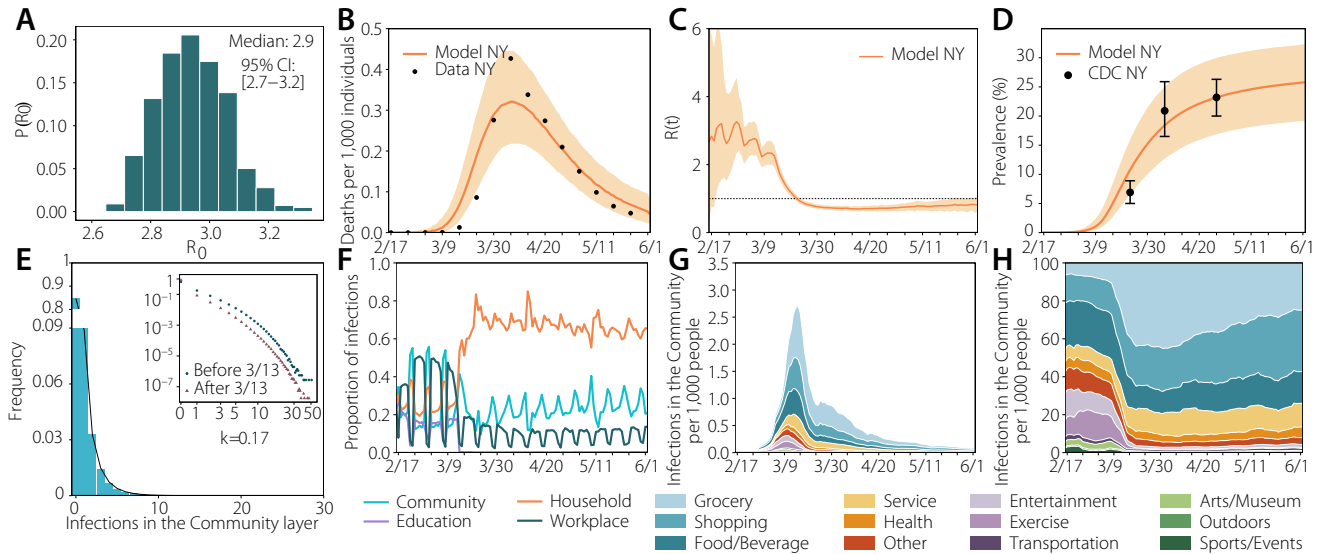 A
0.20
0.15
0.10
0.05
0.00
P(R0)
Median: 2.9
95% CI:
[2.7–3.2]
2.6
2.8
3.0
3.2
R0
B
0.5
0.4
0.3
0.2
0.1
0.0
Deaths per 1,000 individuals
Model NY
Data NY
2/17
3/9
3/30
4/20
5/11
6/1
C
6
4
2
0
R(t)
Model NY
2/17
3/9
3/30
4/20
5/11
6/1
D
30
25
20
15
10
5
0
Prevalence (%)
Model NY
CDC NY
2/17
3/9
3/30
4/20
5/11
6/1
E
1
0.9
0.8
0.09
0.06
0.03
0
Frequency
1
10⁻¹
10⁻³
10⁻⁵
10⁻⁷
Before 3/13
After 3/13
0
1
3
5
10
30
50
k=0.17
0
10
20
30
Infections in the Community layer
F
1.0
0.8
0.6
0.4
0.2
0.0
Proportion of infections
2/17
3/9
3/30
4/20
5/11
6/1
G
3.5
3.0
2.5
2.0
1.5
1.0
0.5
0.0
Infections in the Community
per 1,000 people
2/17
3/9
3/30
4/20
5/11
6/1
H
100
80
60
40
20
0
Infections in the Community
per 1,000 people
2/17
3/9
3/30
4/20
5/11
6/1
Community
Education
Household
Workplace
Grocery
Shopping
Food/Beverage
Service
Health
Other
Entertainment
Exercise
Transportation
Arts/Museum
Outdoors
Sports/Events